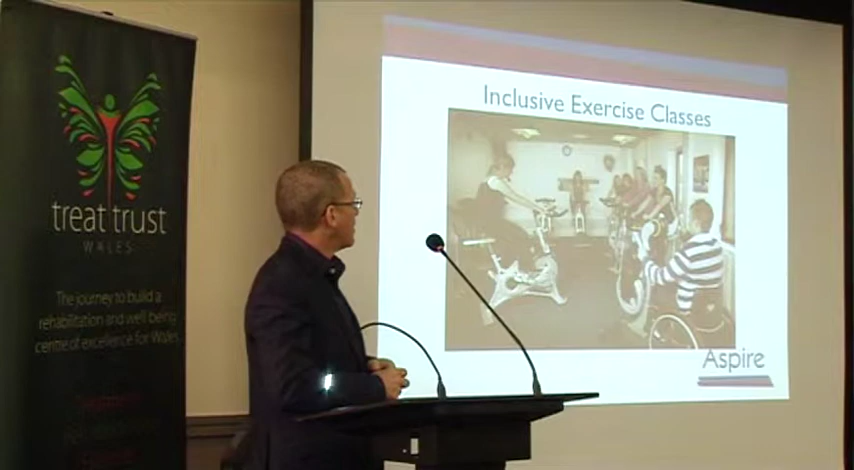 treat trust
WALES
The journey to build a
rehabilitation and well being
centre of excellence for Wales
Inclusive Exercise Classes
Aspire